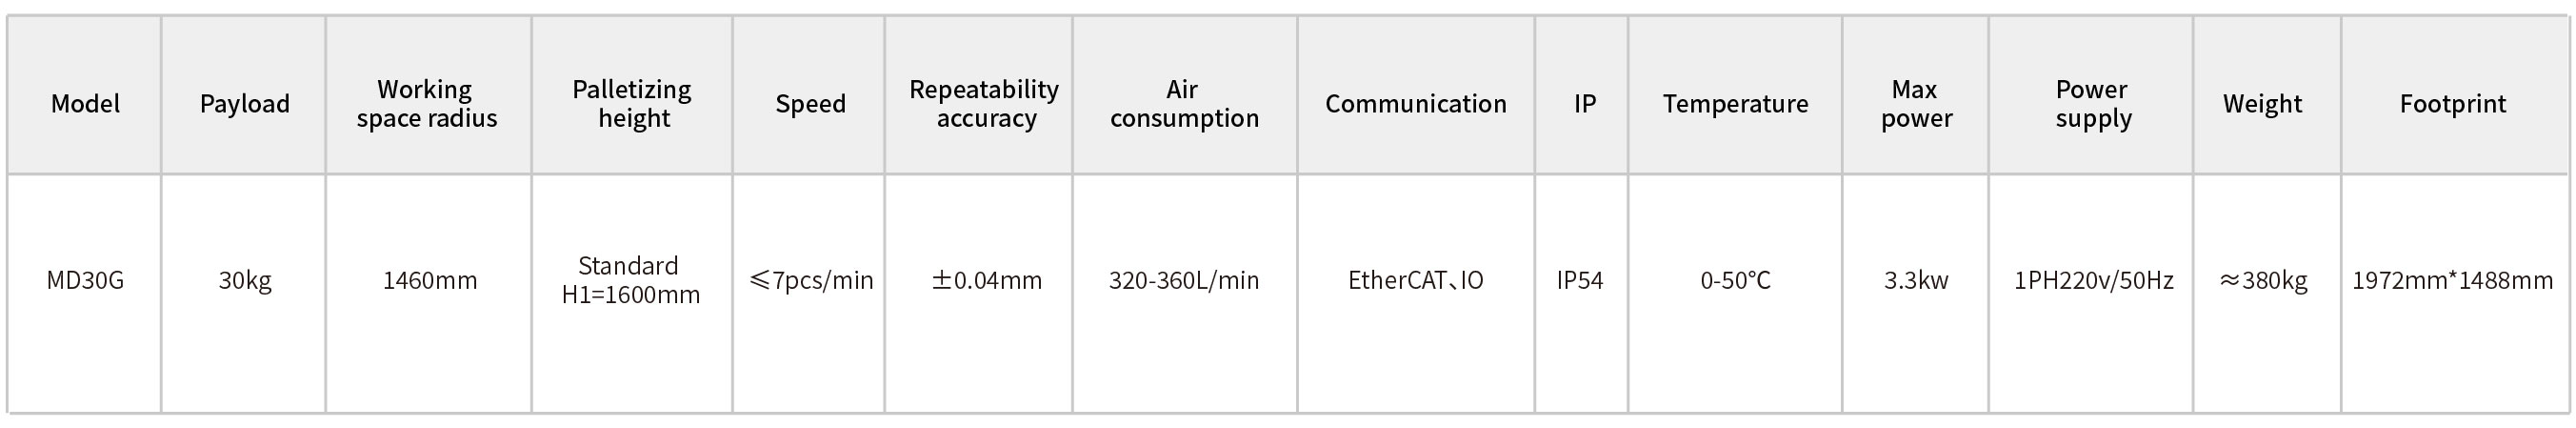 Model
Payload
Working
space radius
Palletizing
height
Speed
Repeatability
accuracy
Air
consumption
Communication
IP
Temperature
Max
power
Power
supply
Weight
Footprint
MD30G
30kg
1460mm
Standard
H1=1600mm
≤7pcs/min
±0.04mm
320-360L/min
EtherCAT、IO
IP54
0-50℃
3.3kw
1PH220v/50Hz
≈380kg
1972mm*1488mm